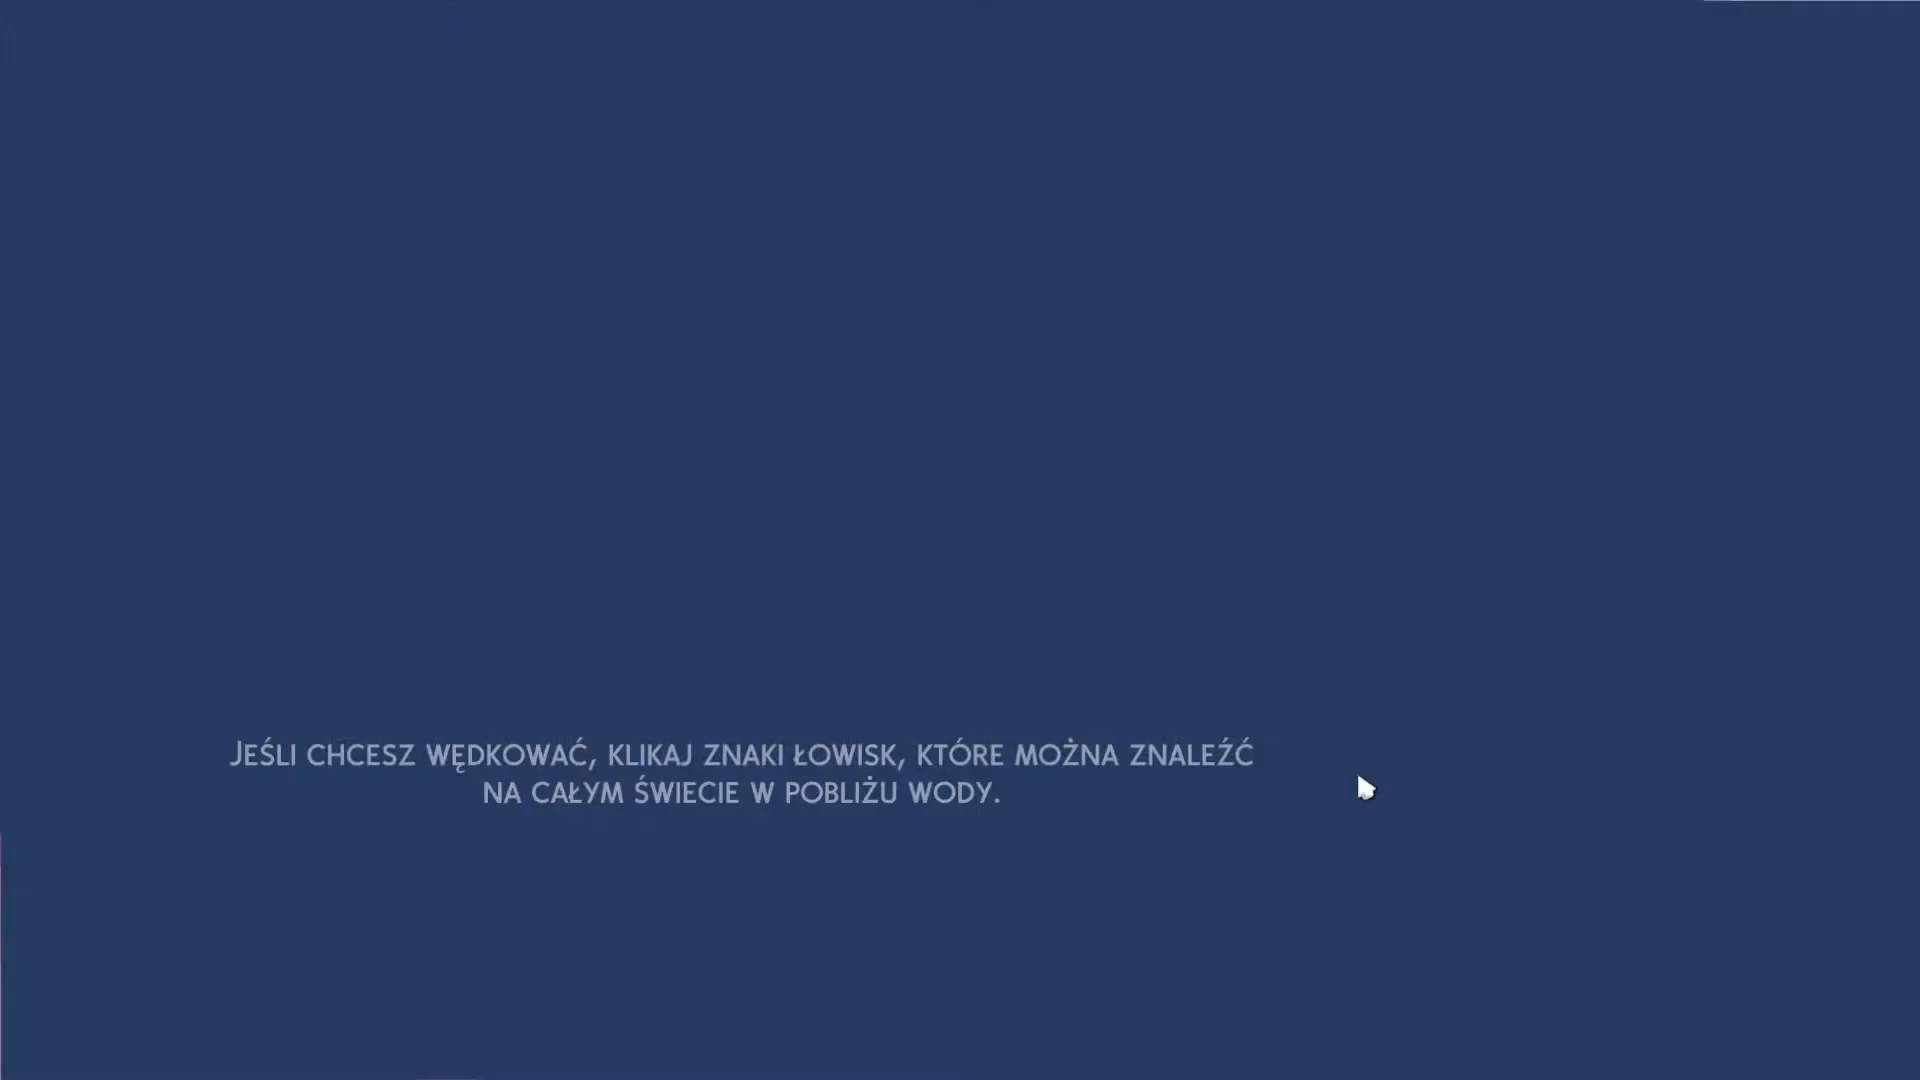 Jeśli chcesz wędkować, klikaj znaki łowisk, które można znaleźć
na całym świecie w pobliżu wody.